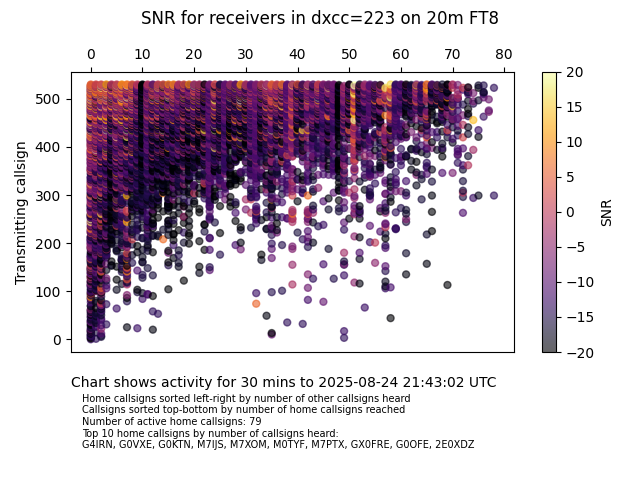 SNR for receivers in dxcc=223 on 20m FT8
0 10 20 30 40 50 60 70 80
500
400
300
200
100
0
Transmitting callsign
20
15
10
5
0
−5
−10
−15
−20
SNR
Chart shows activity for 30 mins to 2025-08-24 21:43:02 UTC
Home callsigns sorted left-right by number of other callsigns heard
Callsigns sorted top-bottom by number of home callsigns reached
Number of active home callsigns: 79
Top 10 home callsigns by number of callsigns heard:
G4IRN, G0VXE, G0KTN, M7IJS, M7XOM, M0TYF, M7PTX, GX0FRE, G0OFE, 2E0XDZ